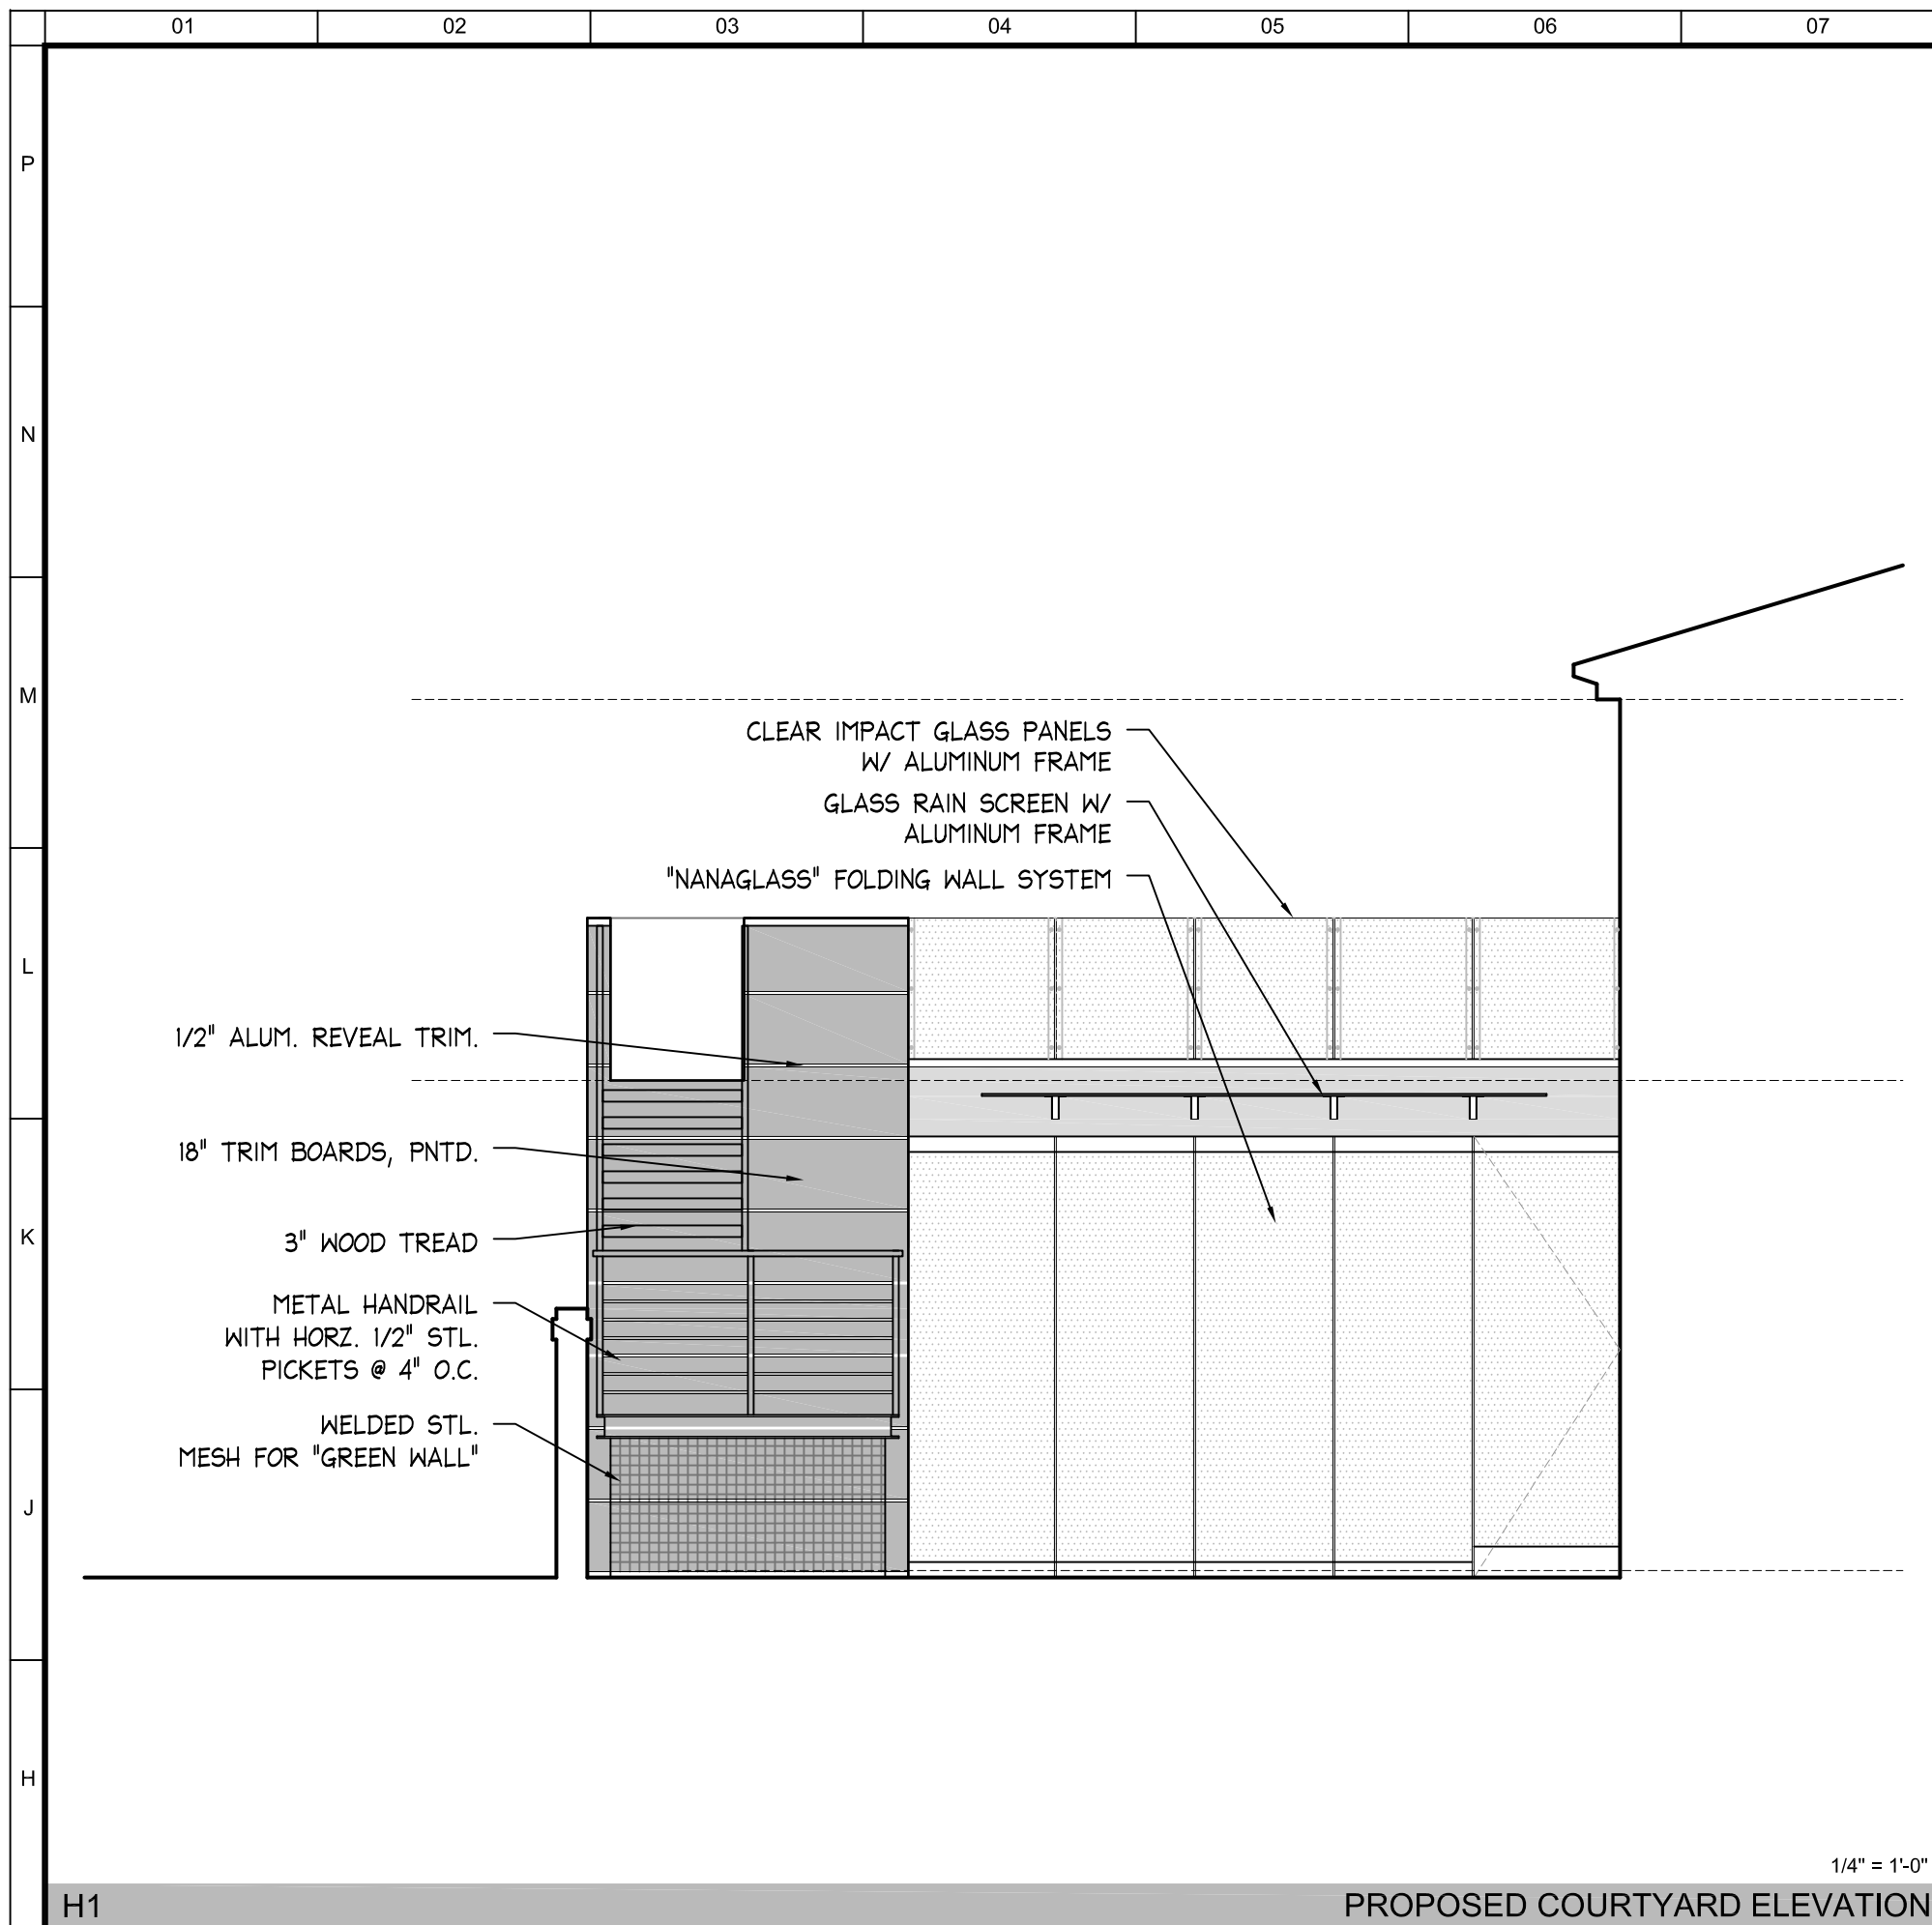 01 02 03 04 05 06 07
P
N
M
CLEAR IMPACT GLASS PANELS
W/ ALUMINUM FRAME
GLASS RAIN SCREEN W/
ALUMINUM FRAME
"NANAGLASS" FOLDING WALL SYSTEM
L
1/2" ALUM. REVEAL TRIM.
18" TRIM BOARDS, PNTD.
K
3" WOOD TREAD
METAL HANDRAIL
WITH HORZ. 1/2" STL.
PICKETS @ 4" O.C.
WELDED STL.
MESH FOR "GREEN WALL"
J
H
1/4" = 1'-0"
H1 PROPOSED COURTYARD ELEVATION